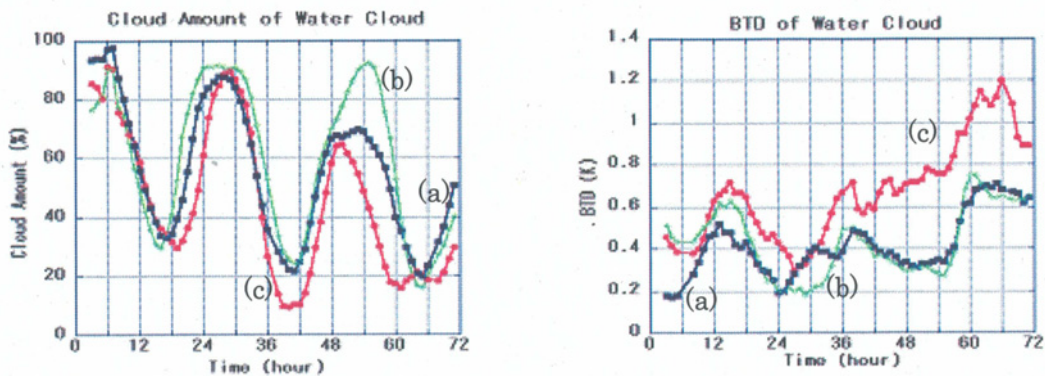 Cloud Amount of Water Cloud
100
80
60
40
20
0
Cloud Amount (%)
(b)
(a)
(c)
0 12 24 36 48 60 72
Time (hour)
BTD of Water Cloud
1.4
1.2
1
0.8
0.6
0.4
0.2
0
BTD (K)
(c)
(a)
(b)
0 12 24 36 48 60 72
Time (hour)